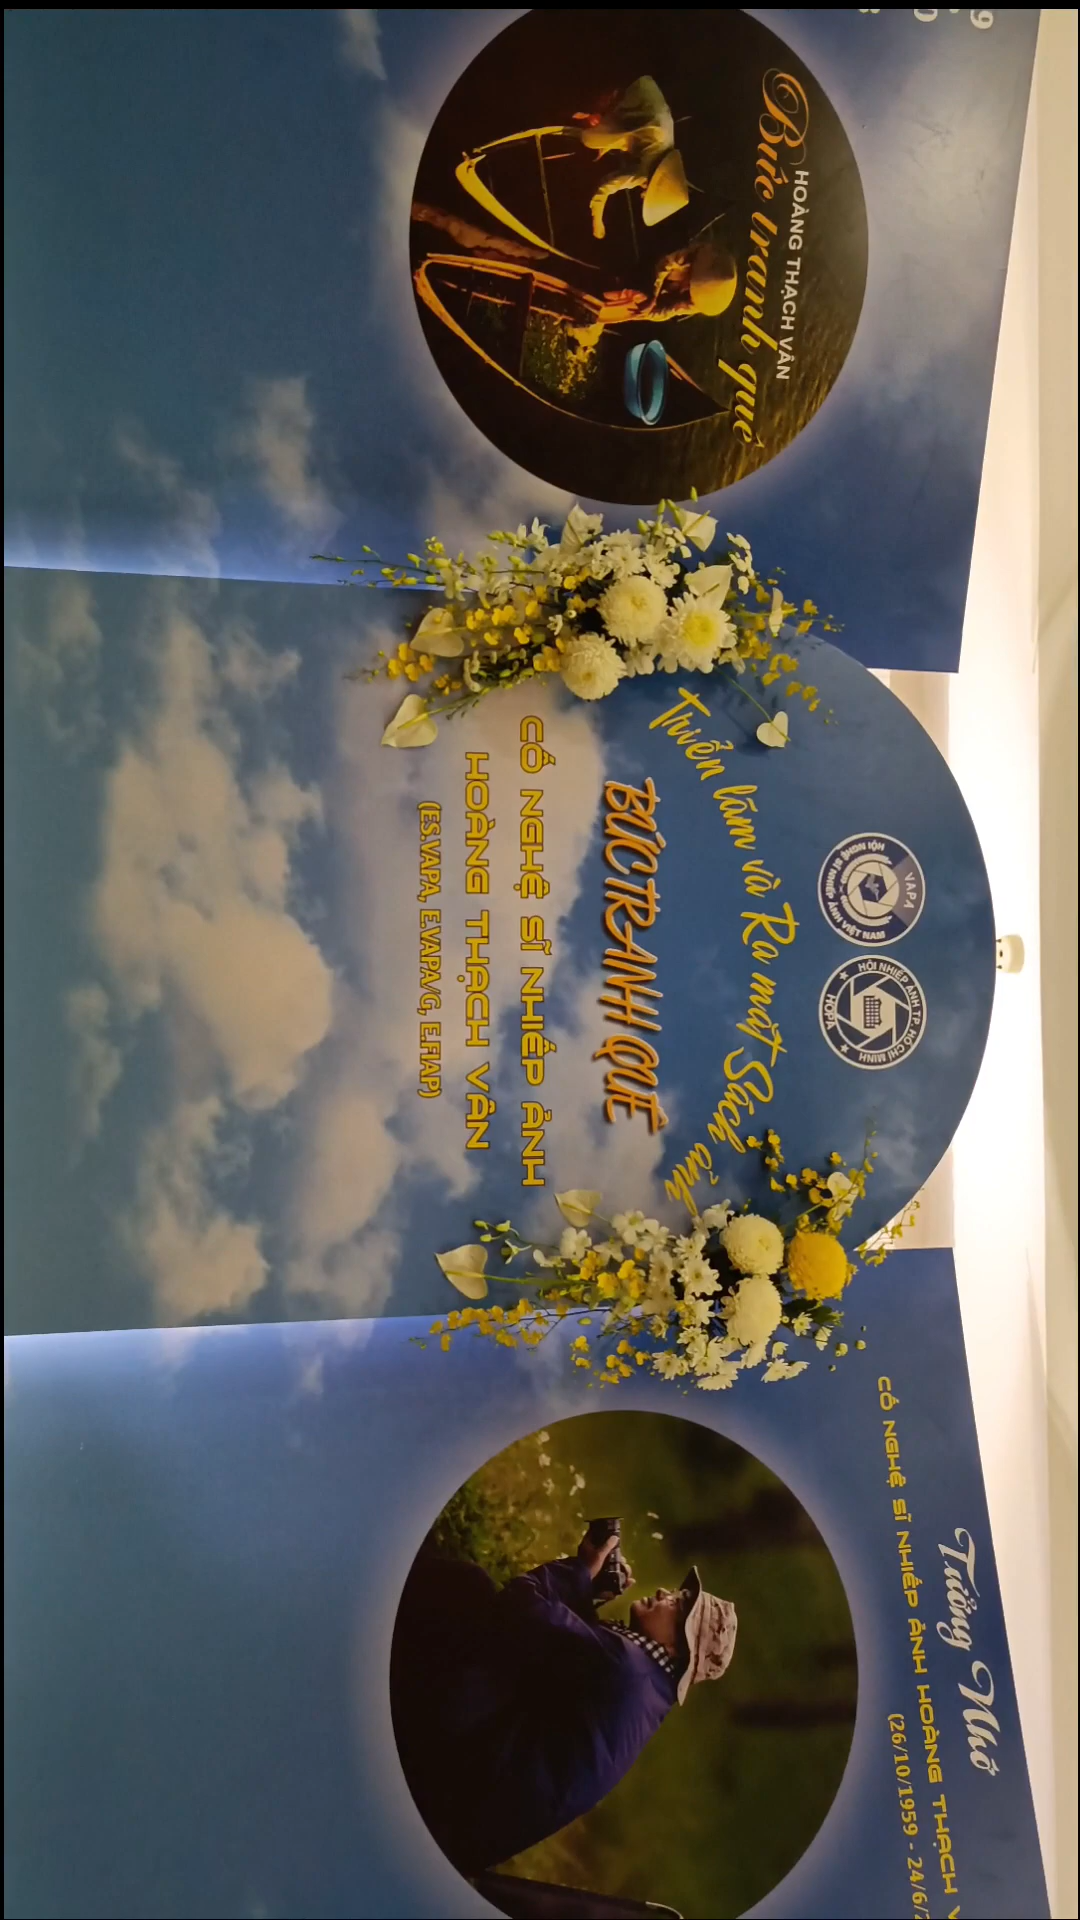 HOÀNG THẠCH VÂN
Bức tranh quê
VAPA
HỘI NGHỆ SĨ NHIẾP ẢNH VIỆT NAM
HỘI NHIẾP ẢNH TP. HỒ CHÍ MINH
HOPA
Triển lãm và Ra mắt Sách ảnh
BỨC TRANH QUÊ
CỐ NGHỆ SĨ NHIẾP ẢNH
HOÀNG THẠCH VÂN
(ES.VAPA, E.VAPA/G, E.FIAP)
Tưởng Nhớ
CỐ NGHỆ SĨ NHIẾP ẢNH HOÀNG THẠCH V
(26/10/1959 - 24/6/2